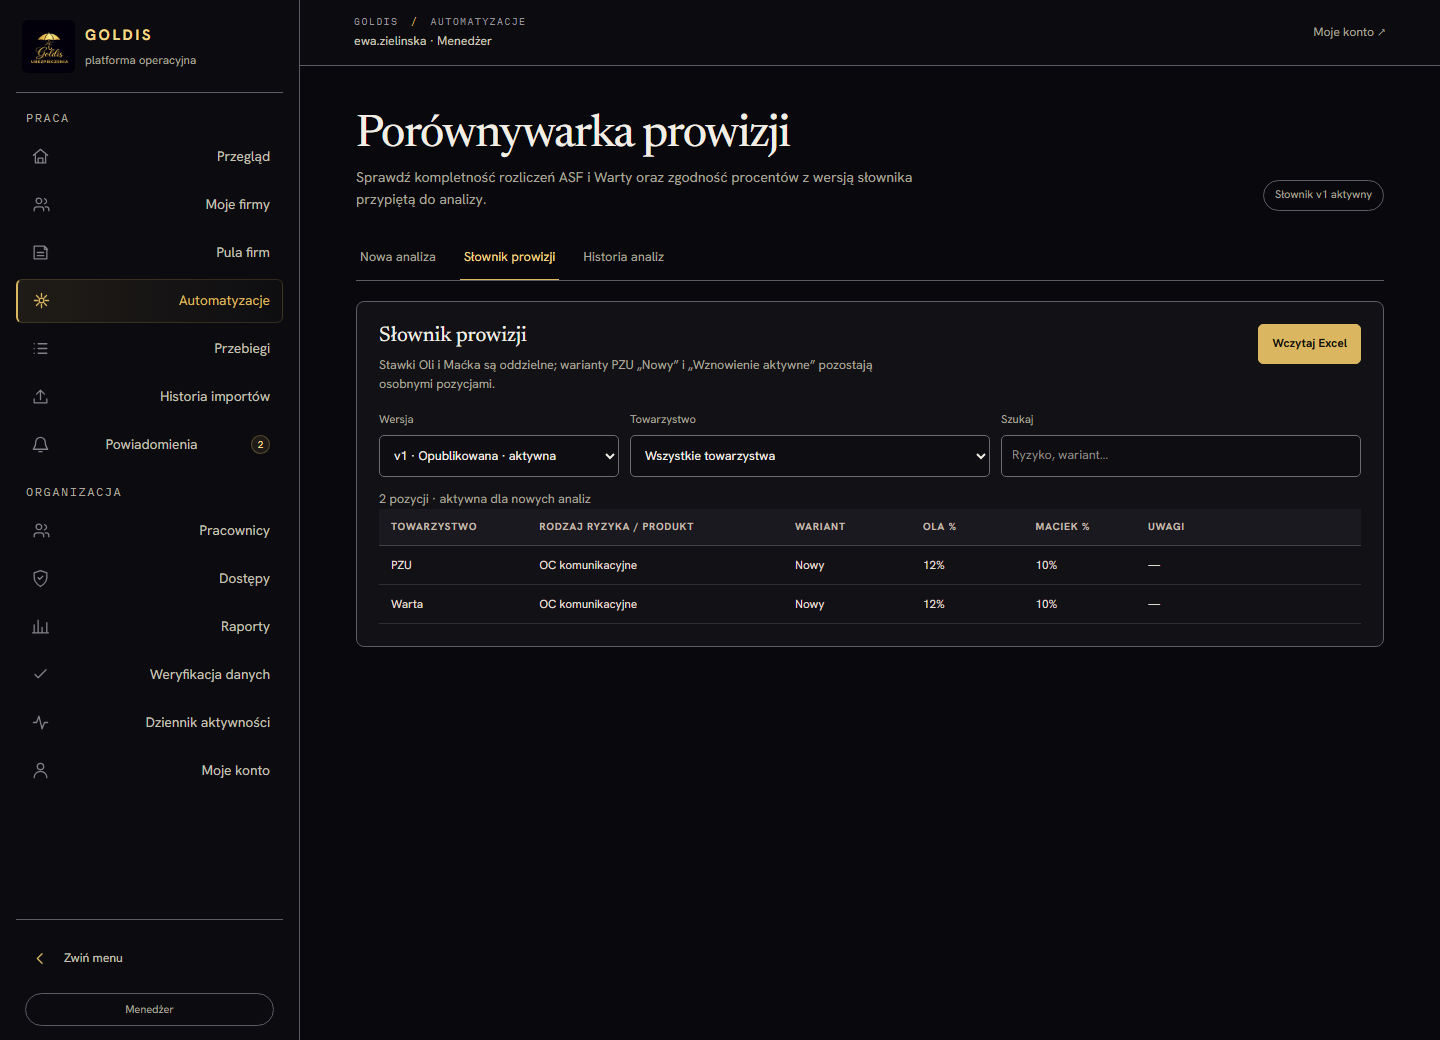 Goldis
UBEZPIECZENIA
GOLDIS
platforma operacyjna
PRACA
Przegląd
Moje firmy
Pula firm
Automatyzacje
Przebiegi
Historia importów
Powiadomienia 2
ORGANIZACJA
Pracownicy
Dostępy
Raporty
Weryfikacja danych
Dziennik aktywności
Moje konto
Zwiń menu
Menedżer
GOLDIS / AUTOMATYZACJE
ewa.zielinska · Menedżer
Moje konto ↗
Porównywarka prowizji
Sprawdź kompletność rozliczeń ASF i Warty oraz zgodność procentów z wersją słownika
przypiętą do analizy.
Słownik v1 aktywny
Nowa analiza Słownik prowizji Historia analiz
Słownik prowizji
Stawki Oli i Maćka są oddzielne; warianty PZU „Nowy” i „Wznowienie aktywne” pozostają
osobnymi pozycjami.
Wczytaj Excel
Wersja Towarzystwo Szukaj
v1 · Opublikowana · aktywna Wszystkie towarzystwa Ryzyko, wariant...
2 pozycji · aktywna dla nowych analiz
TOWARZYSTWO RODZAJ RYZYKA / PRODUKT WARIANT OLA % MACIEK % UWAGI
PZU OC komunikacyjne Nowy 12% 10% —
Warta OC komunikacyjne Nowy 12% 10% —